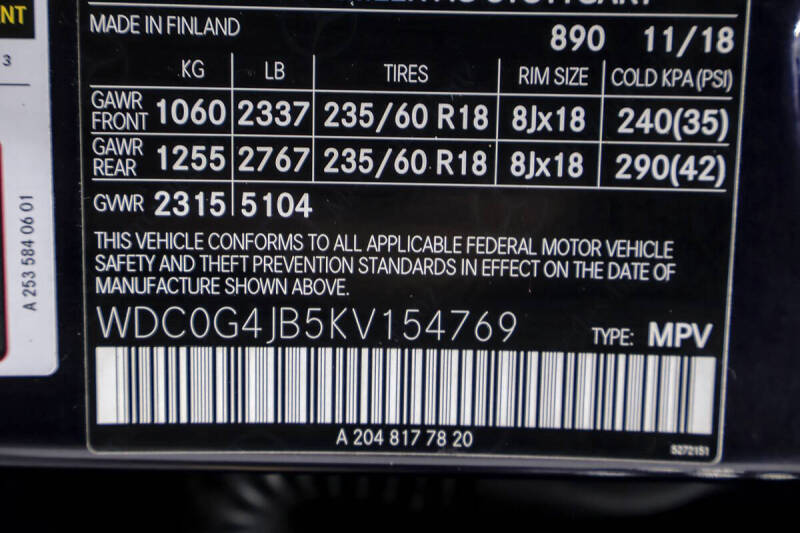 MADE IN FINLAND
890 11/18
KG LB TIRES RIM SIZE COLD KPA(PSI)
GAWR FRONT 1060 2337 235/60 R18 8Jx18 240(35)
GAWR REAR 1255 2767 235/60 R18 8Jx18 290(42)
GVWR 2315 5104
THIS VEHICLE CONFORMS TO ALL APPLICABLE FEDERAL MOTOR VEHICLE
SAFETY AND THEFT PREVENTION STANDARDS IN EFFECT ON THE DATE OF
MANUFACTURE SHOWN ABOVE.
WDC0G4JB5KV154769 TYPE: MPV
A 204 817 78 20
5272151
3
A 253 584 06 01